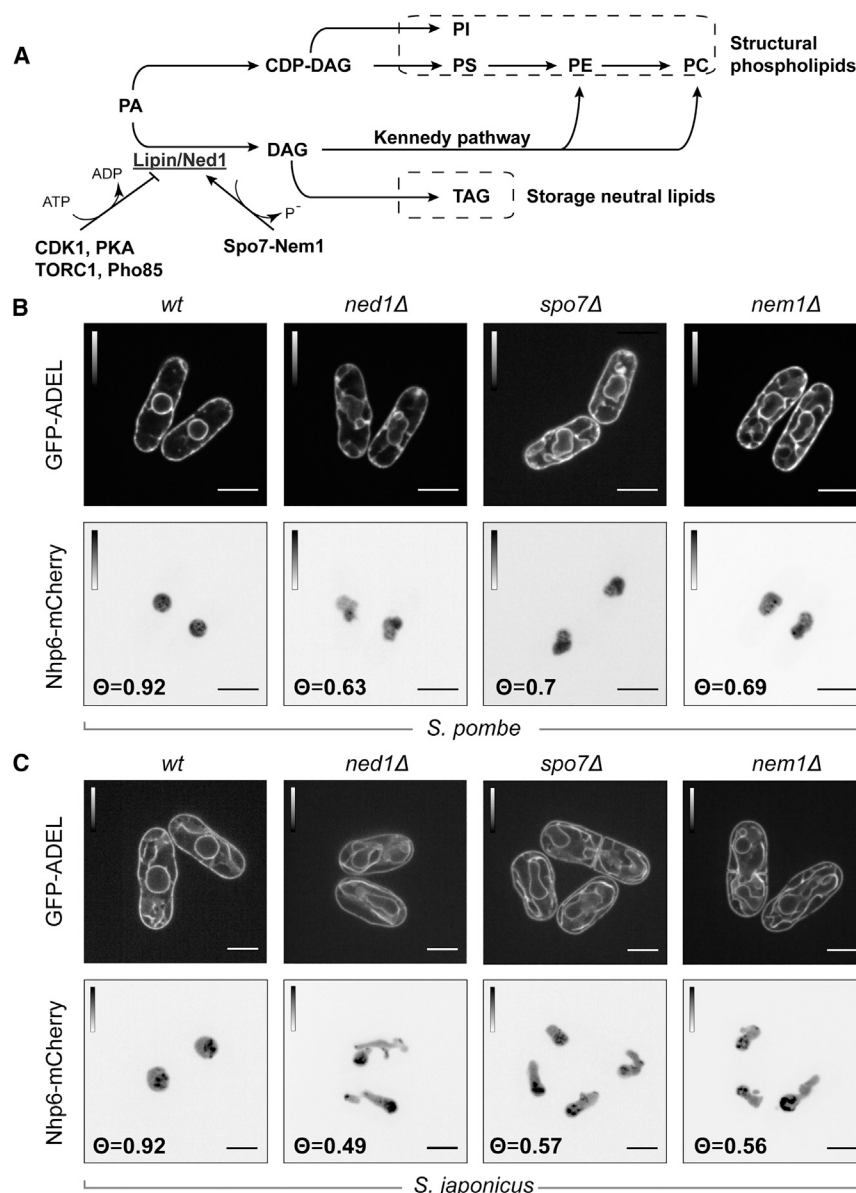 A
PI
CDP-DAG
PS
PE
PC
Structural
phospholipids
PA
Kennedy pathway
DAG
Lipin/Ned1
ADP
ATP
P⁻
TAG
Storage neutral lipids
CDK1, PKA
TORC1, Pho85
Spo7-Nem1
B
wt
ned1Δ
spo7Δ
nem1Δ
GFP-ADEL
Nhp6-mCherry
Θ=0.92
Θ=0.63
Θ=0.7
Θ=0.69
S. pombe
C
wt
ned1Δ
spo7Δ
nem1Δ
GFP-ADEL
Nhp6-mCherry
Θ=0.92
Θ=0.49
Θ=0.57
Θ=0.56
S. japonicus